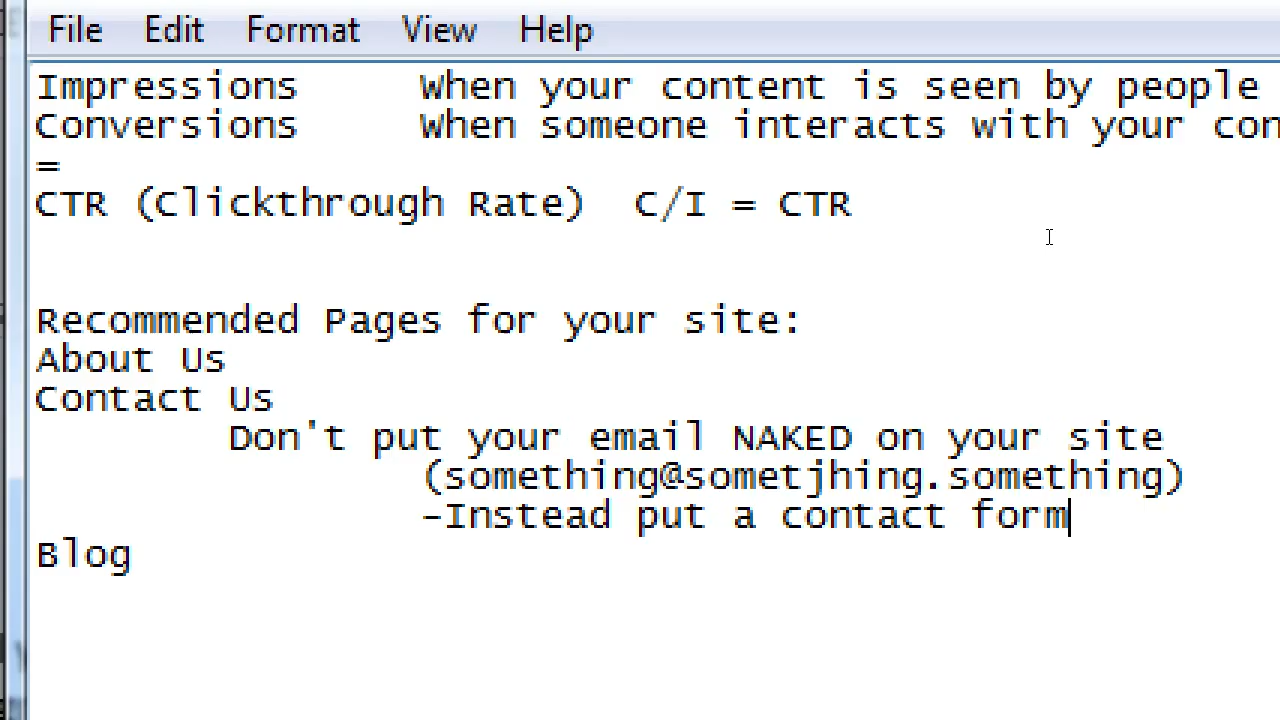 File Edit Format View Help
Impressions When your content is seen by people
Conversions When someone interacts with your con
=
CTR (Clickthrough Rate) C/I = CTR
Recommended Pages for your site:
About Us
Contact Us
Don't put your email NAKED on your site
(something@sometjhing.something)
-Instead put a contact form
Blog